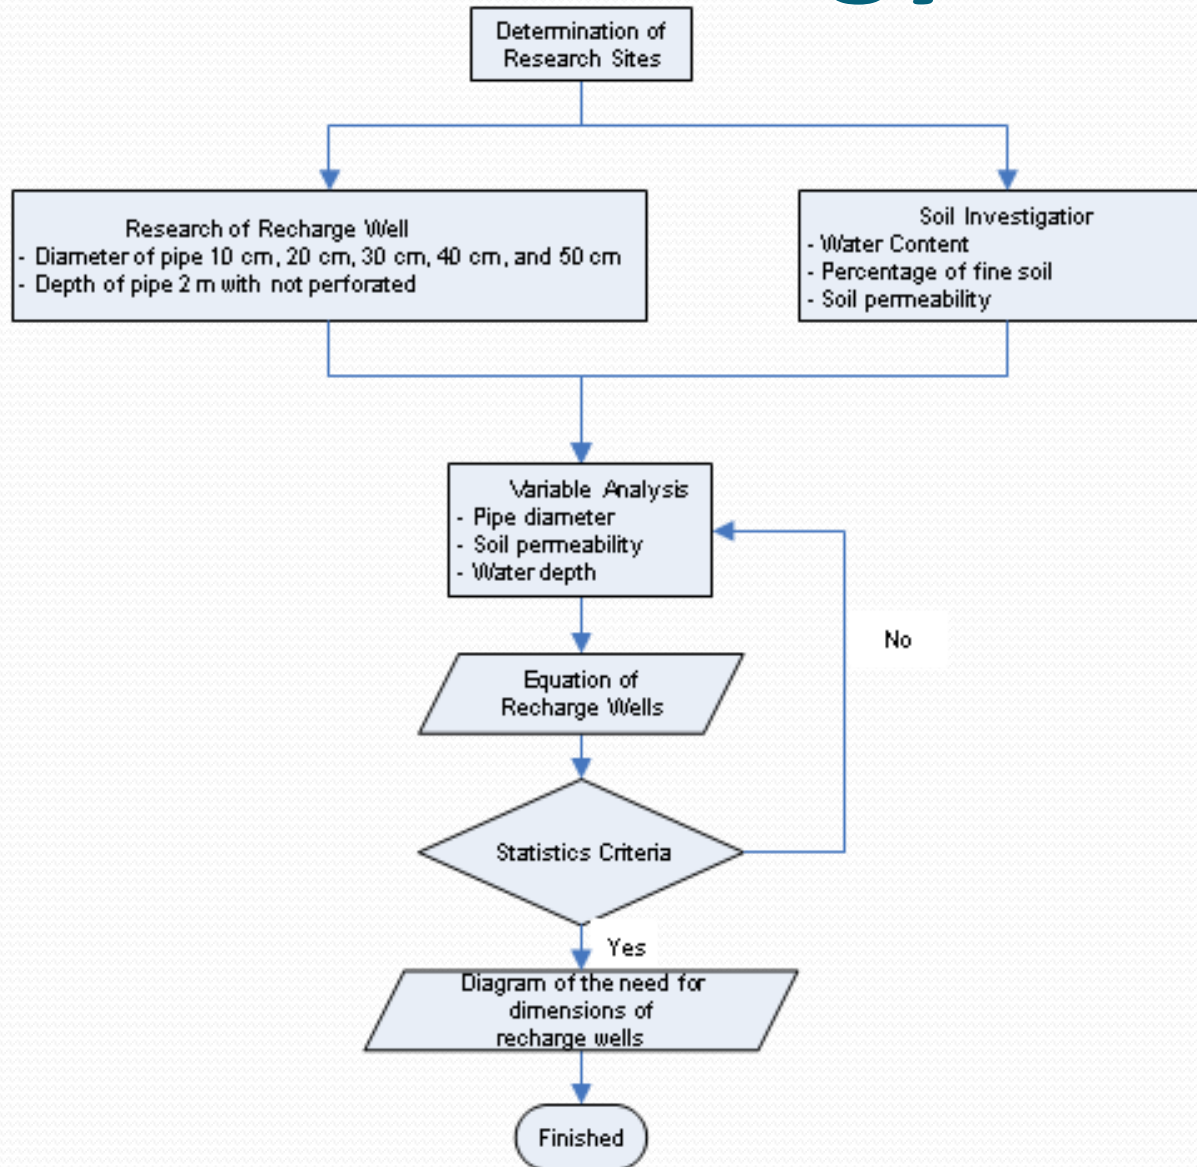 Determination of
Research Sites
Research of Recharge Well
- Diameter of pipe 10 cm, 20 cm, 30 cm, 40 cm, and 50 cm
- Depth of pipe 2 m with not perforated
Soil Investigatior
- Water Content
- Percentage of fine soil
- Soil permeability
Variable Analysis
- Pipe diameter
- Soil permeability
- Water depth
No
Equation of
Recharge Wells
Statistics Criteria
Yes
Diagram of the need for
dimensions of
recharge wells
Finished